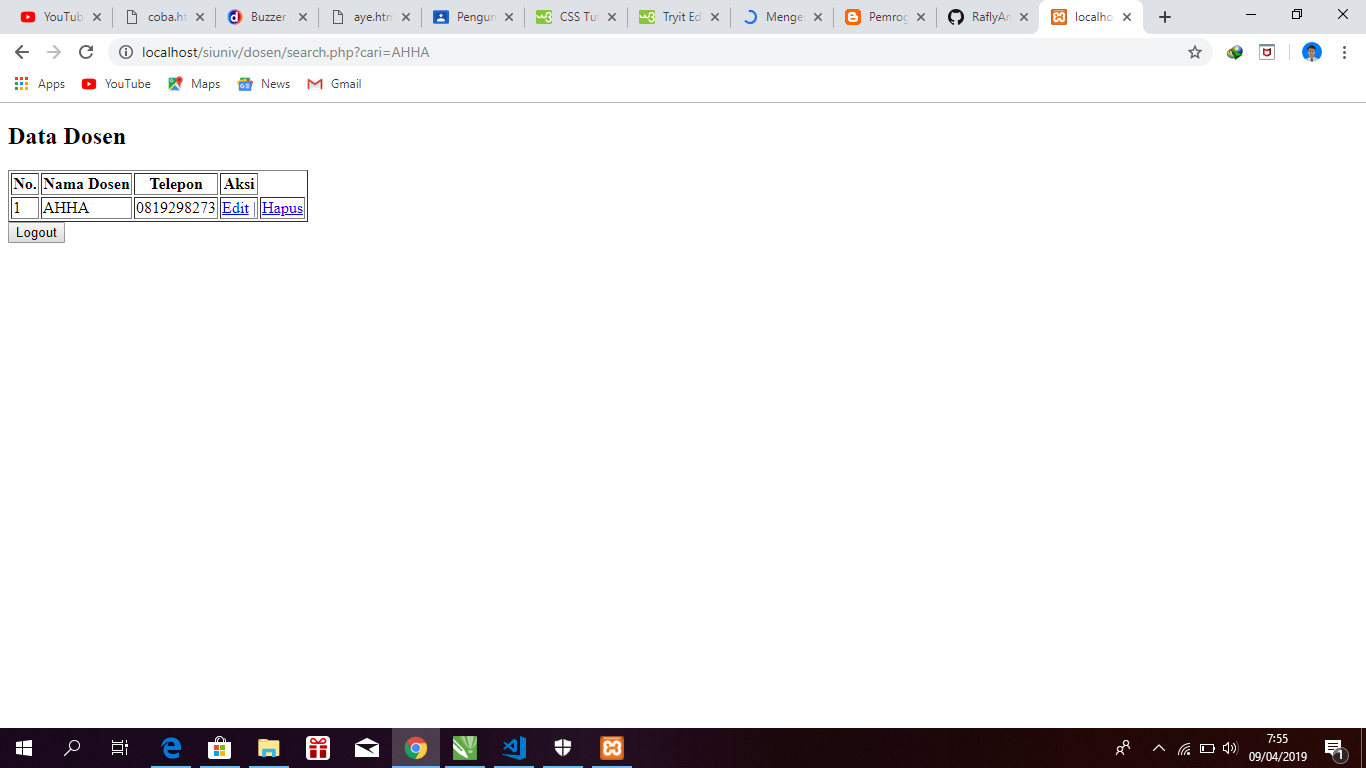 YouTub coba.ht Buzzer aye.htm Pengun CSS Tut Tryit Ed Menge Pemrog RaflyAn localho
localhost/siuniv/dosen/search.php?cari=AHHA
Apps YouTube Maps News Gmail
Data Dosen
No. Nama Dosen Telepon Aksi
1 AHHA 0819298273 Edit | Hapus
Logout
7:55
09/04/2019
1